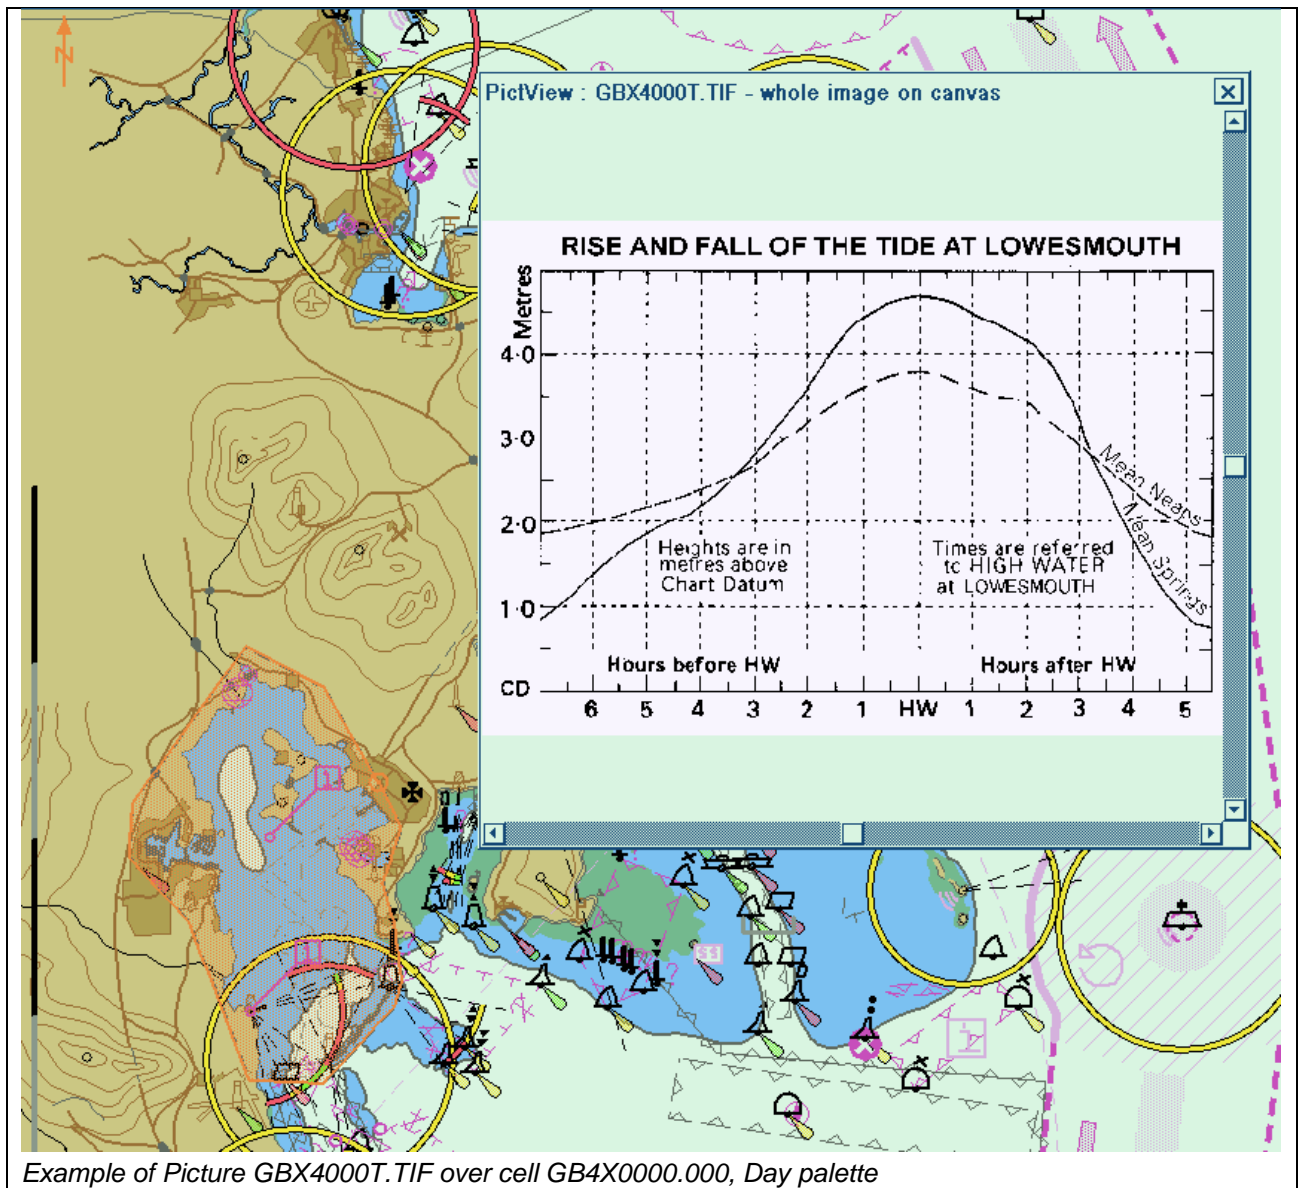 N
PictView : GBX4000T.TIF - whole image on canvas
RISE AND FALL OF THE TIDE AT LOWESMOUTH
Metres
4·0
3·0
2·0
1·0
CD
Mean Neaps
Mean Springs
Heights are in
metres above
Chart Datum
Times are referred
to HIGH WATER
at LOWESMOUTH
Hours before HW
Hours after HW
6 5 4 3 2 1 HW 1 2 3 4 5
Example of Picture GBX4000T.TIF over cell GB4X0000.000, Day palette